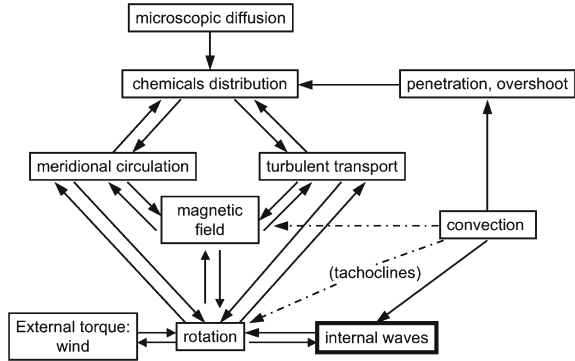 microscopic diffusion
chemicals distribution
penetration, overshoot
meridional circulation
turbulent transport
magnetic
field
convection
(tachoclines)
External torque:
wind
rotation
internal waves